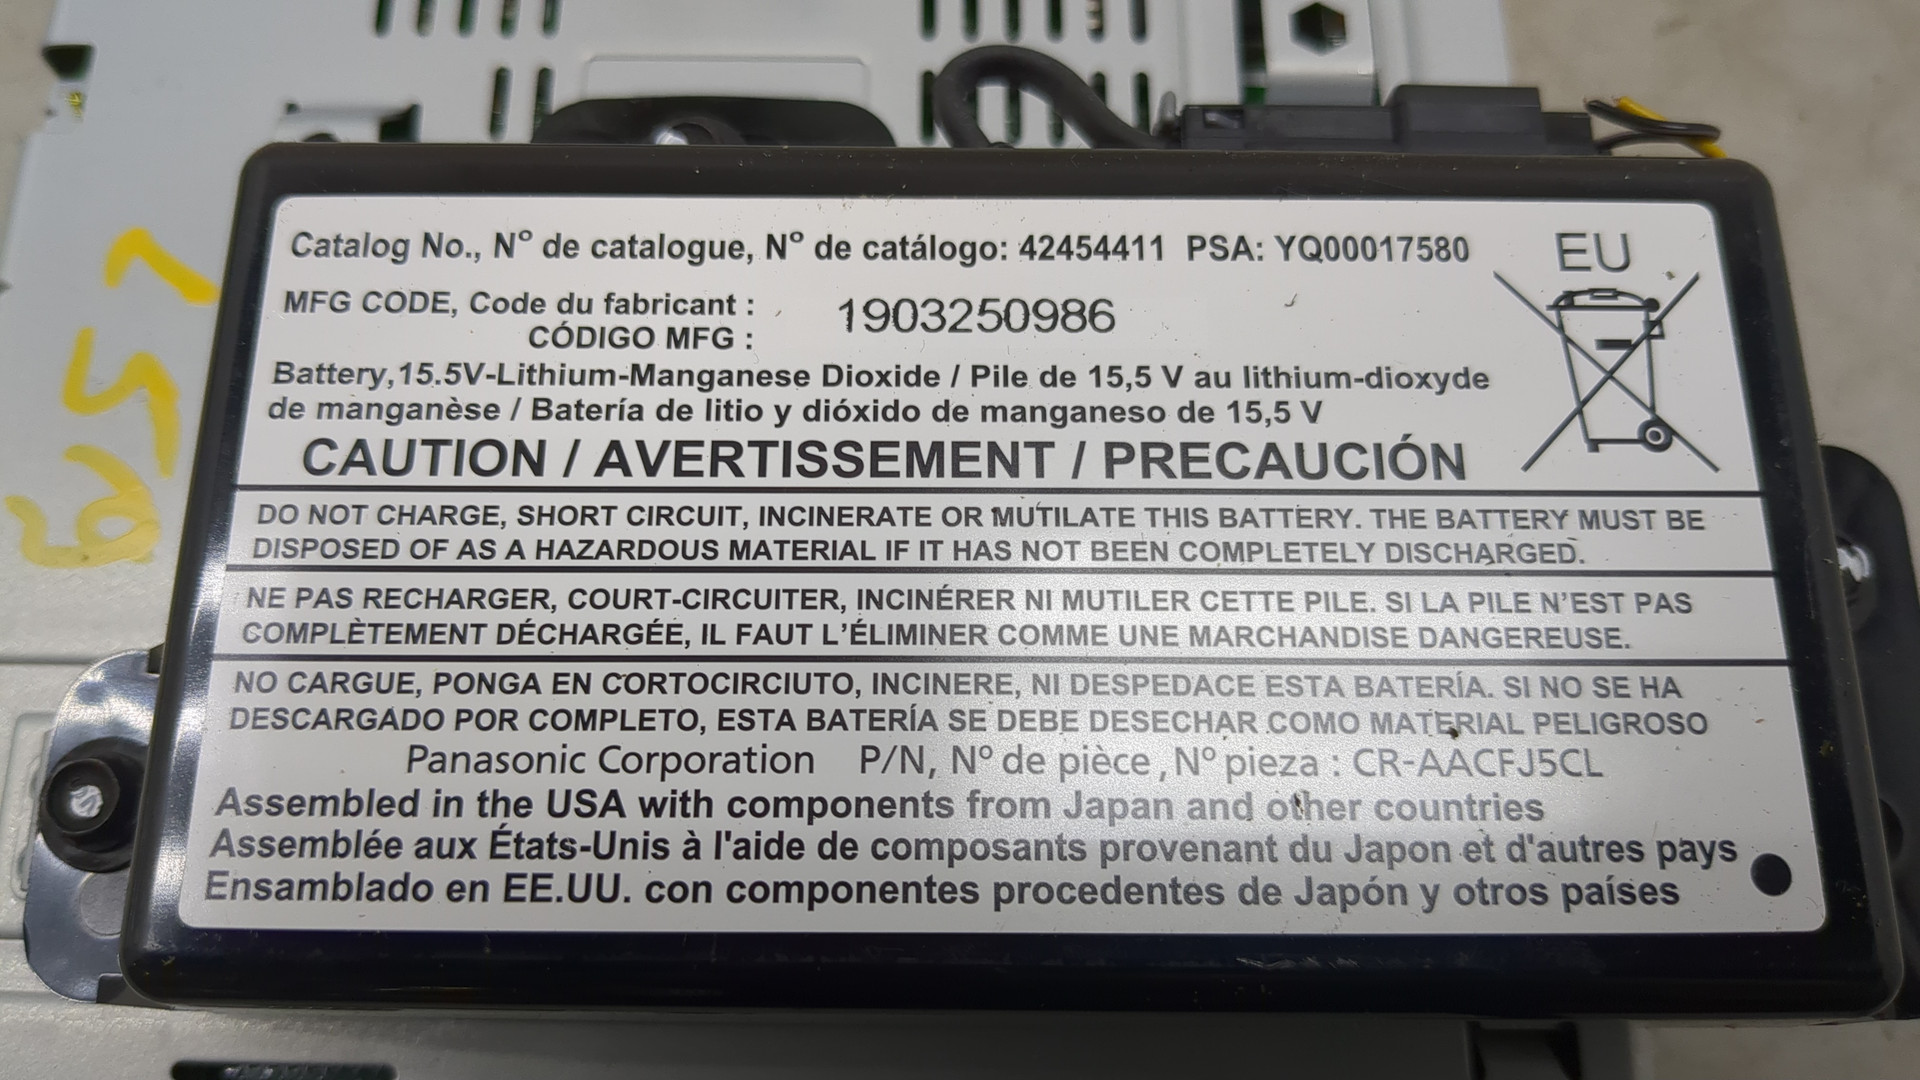 Catalog No., Nº de catalogue, Nº de catálogo: 42454411 PSA: YQ00017580
EU
MFG CODE, Code du fabricant :
CÓDIGO MFG :
1903250986
Battery,15.5V-Lithium-Manganese Dioxide / Pile de 15,5 V au lithium-dioxyde
de manganèse / Batería de litio y dióxido de manganeso de 15,5 V
CAUTION / AVERTISSEMENT / PRECAUCIÓN
DO NOT CHARGE, SHORT CIRCUIT, INCINERATE OR MUTILATE THIS BATTERY. THE BATTERY MUST BE
DISPOSED OF AS A HAZARDOUS MATERIAL IF IT HAS NOT BEEN COMPLETELY DISCHARGED.
NE PAS RECHARGER, COURT-CIRCUITER, INCINÉRER NI MUTILER CETTE PILE. SI LA PILE N'EST PAS
COMPLÈTEMENT DÉCHARGÉE, IL FAUT L'ÉLIMINER COMME UNE MARCHANDISE DANGEREUSE.
NO CARGUE, PONGA EN CORTOCIRCIUTO, INCINERE, NI DESPEDACE ESTA BATERÍA. SI NO SE HA
DESCARGADO POR COMPLETO, ESTA BATERÍA SE DEBE DESECHAR COMO MATERIAL PELIGROSO
Panasonic Corporation P/N, Nº de pièce, Nº pieza : CR-AACFJ5CL
Assembled in the USA with components from Japan and other countries
Assemblée aux États-Unis à l'aide de composants provenant du Japon et d'autres pays
Ensamblado en EE.UU. con componentes procedentes de Japón y otros países